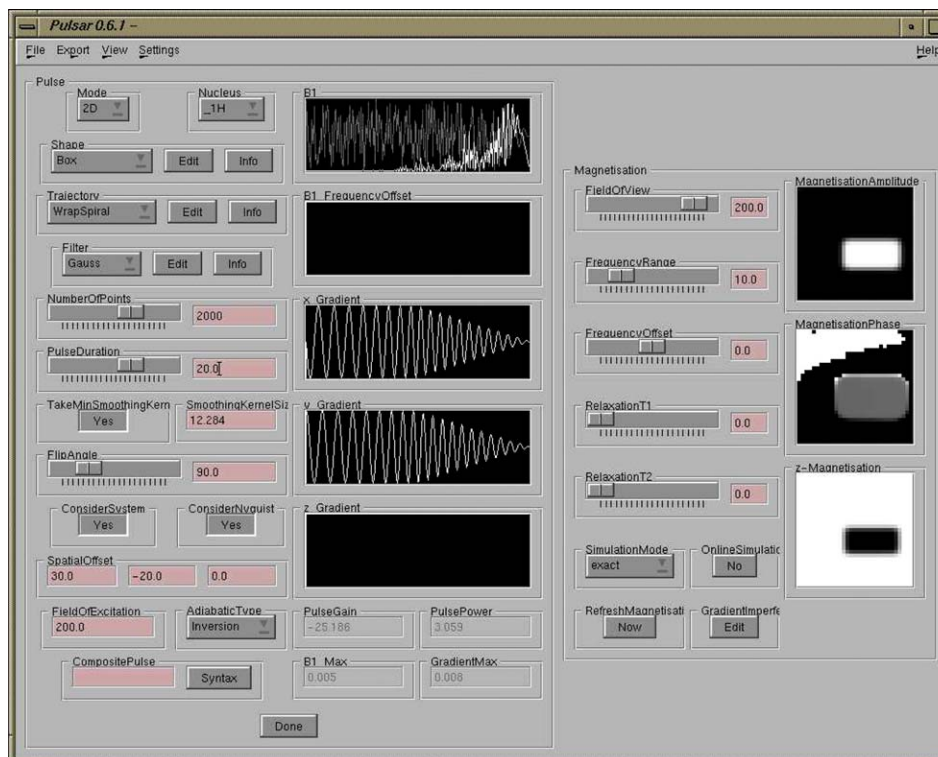 Pulsar 0.6.1 --
File Export View Settings Help
Pulse
Mode Nucleus B1
2D _1H
Shape
Box Edit Info
Magnetisation
Trajectory B1_FrequencyOffset FieldOfView MagnetisationAmplitude
WrapSpiral Edit Info 200.0
Filter
Gauss Edit Info
FrequencyRange
10.0
NumberOfPoints x_Gradient
2000
FrequencyOffset MagnetisationPhase
PulseDuration 0.0
20.0
TakeMinSmoothingKern SmoothingKernelSiz y_Gradient RelaxationT1
Yes 12.284 0.0
FlipAngle z-Magnetisation
90.0 RelaxationT2
ConsiderSystem ConsiderNyquist z_Gradient 0.0
Yes Yes
SpatialOffset SimulationMode OnlineSimulatio
30.0 -20.0 0.0 exact No
FieldOfExcitation AdiabaticType PulseGain PulsePower RefreshMagnetisati GradientImperfe
200.0 Inversion -25.186 3.059 Now Edit
CompositePulse B1_Max GradientMax
Syntax 0.005 0.008
Done